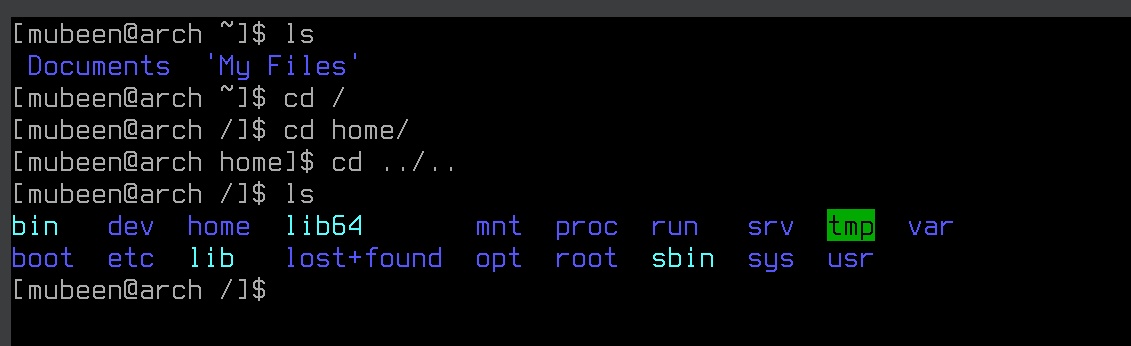 [mubeen@arch ~]$ ls
 Documents  'My Files'
[mubeen@arch ~]$ cd /
[mubeen@arch /]$ cd home/
[mubeen@arch home]$ cd ../..
[mubeen@arch /]$ ls
bin   dev  home  lib64       mnt  proc  run   srv  tmp  var
boot  etc  lib   lost+found  opt  root  sbin  sys  usr
[mubeen@arch /]$